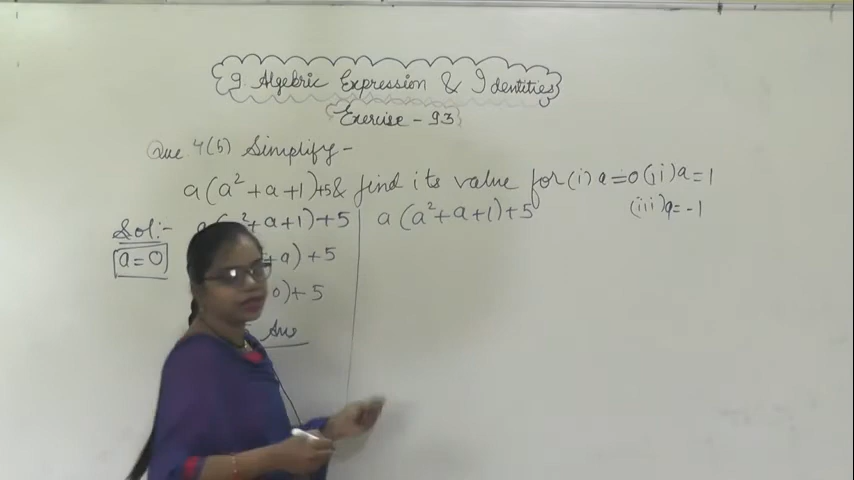 9. Algebric Expression & Identities
Exercise - 9.3
Que 4(b) Simplify-
a(a²+a+1)+5 & find its value for (i) a=0 (ii) a=1
(iii) a=-1
Sol:-
a=0
+a+1)+5
+a)+5
0)+5
Ans
a(a²+a+1)+5